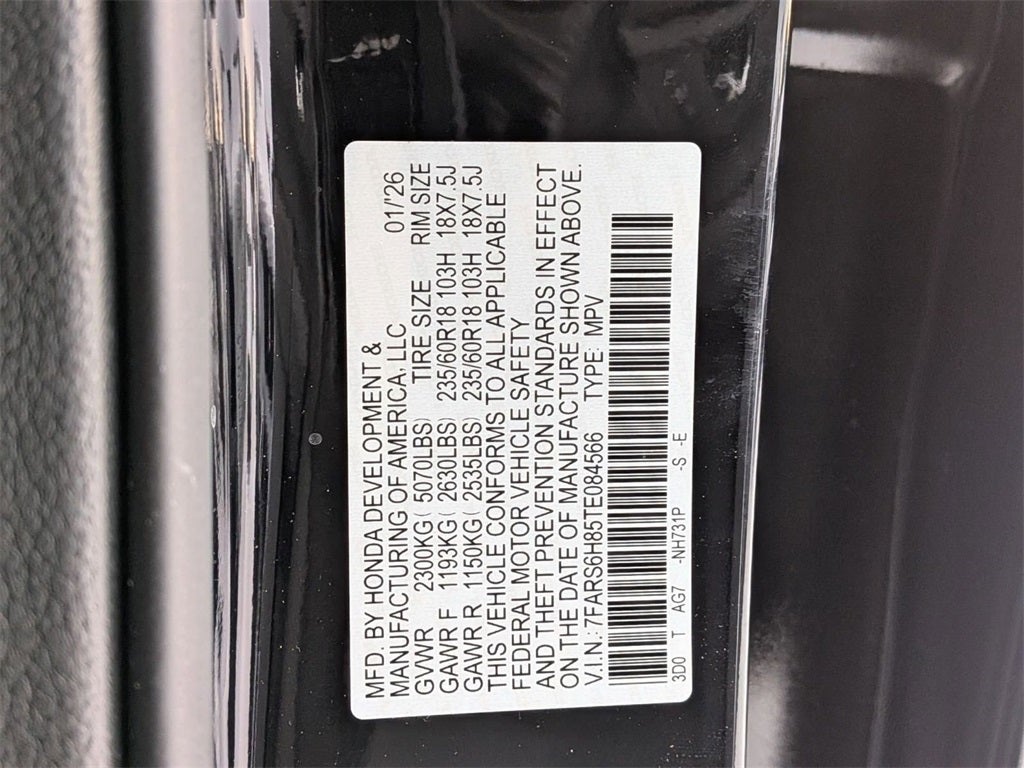 MFD. BY HONDA DEVELOPMENT &
MANUFACTURING OF AMERICA, LLC 01/'26
GVWR 2300KG( 5070LBS) TIRE SIZE RIM SIZE
GAWR F 1193KG( 2630LBS) 235/60R18 103H 18X7.5J
GAWR R 1150KG( 2535LBS) 235/60R18 103H 18X7.5J
THIS VEHICLE CONFORMS TO ALL APPLICABLE
FEDERAL MOTOR VEHICLE SAFETY
AND THEFT PREVENTION STANDARDS IN EFFECT
ON THE DATE OF MANUFACTURE SHOWN ABOVE.
V.I.N.:7FARS6H85TE084566 TYPE: MPV
3D0 T AG7 -NH731P -S -E